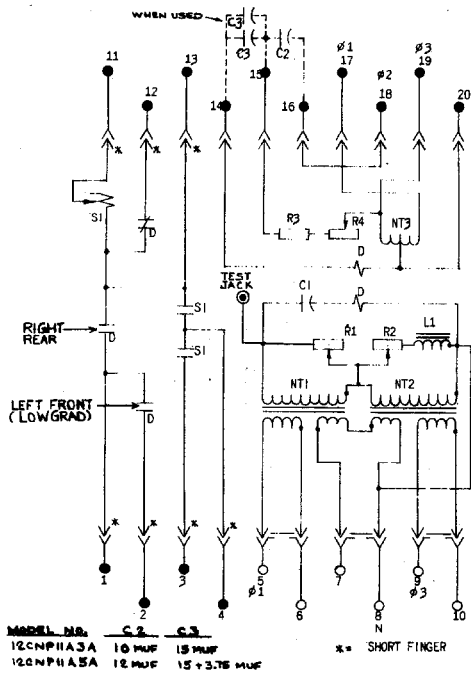 WHEN USED
C3
C3
C2
11
13
15
ø1
17
ø3
19
12
14
16
ø2
18
20
*
*
*
S1
D
R3
R4
NT3
D
TEST
JACK
C1
D
S1
RIGHT
REAR
D
S1
R1
R2
L1
LEFT FRONT
(LOWGRAD)
D
NT1
NT2
*
*
*
*
1
2
3
4
5
ø1
6
7
8
N
9
ø3
10
MODEL NO. C2 C3
12CNP11A3A 10 MUF 15 MUF
12CNP11A5A 12 MUF 15 + 3.75 MUF
*= SHORT FINGER